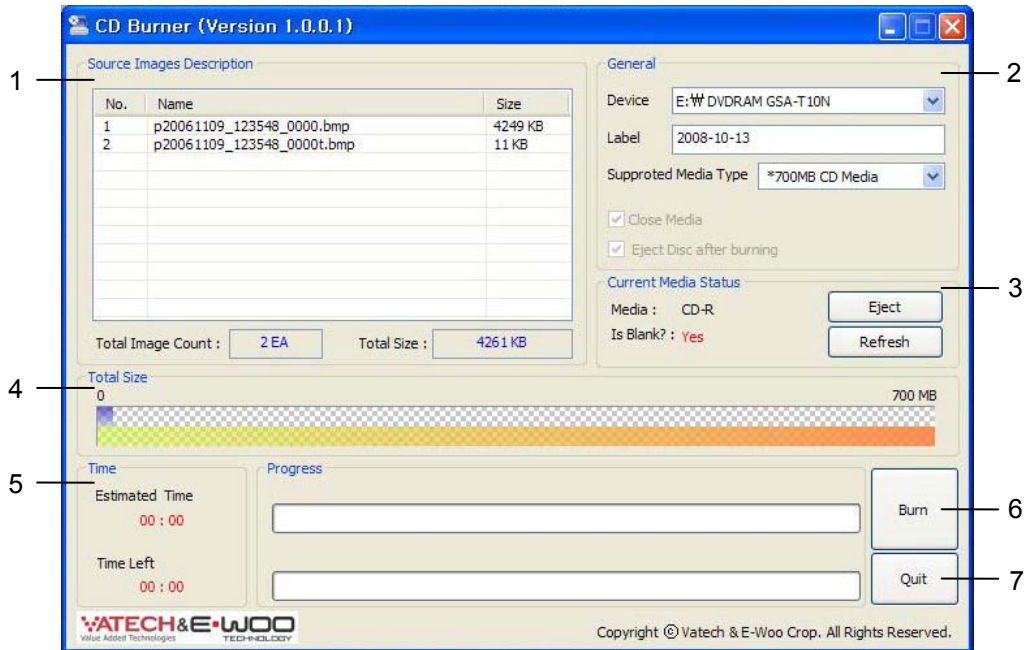 CD Burner (Version 1.0.0.1)
1
Source Images Description
No. Name Size
1 p20061109_123548_0000.bmp 4249 KB
2 p20061109_123548_0000t.bmp 11 KB
Total Image Count : 2 EA Total Size : 4261 KB
2
General
Device E:₩ DVDRAM GSA-T10N
Label 2008-10-13
Supproted Media Type *700MB CD Media
Close Media
Eject Disc after burning
3
Current Media Status
Media : CD-R
Is Blank? : Yes
Eject
Refresh
4
Total Size
0 700 MB
5
Time
Estimated Time
00 : 00
Time Left
00 : 00
Progress
Burn
6
Quit
7
VATECH&E•WOO
Value Added Technologies TECHNOLOGY
Copyright © Vatech & E-Woo Crop. All Rights Reserved.